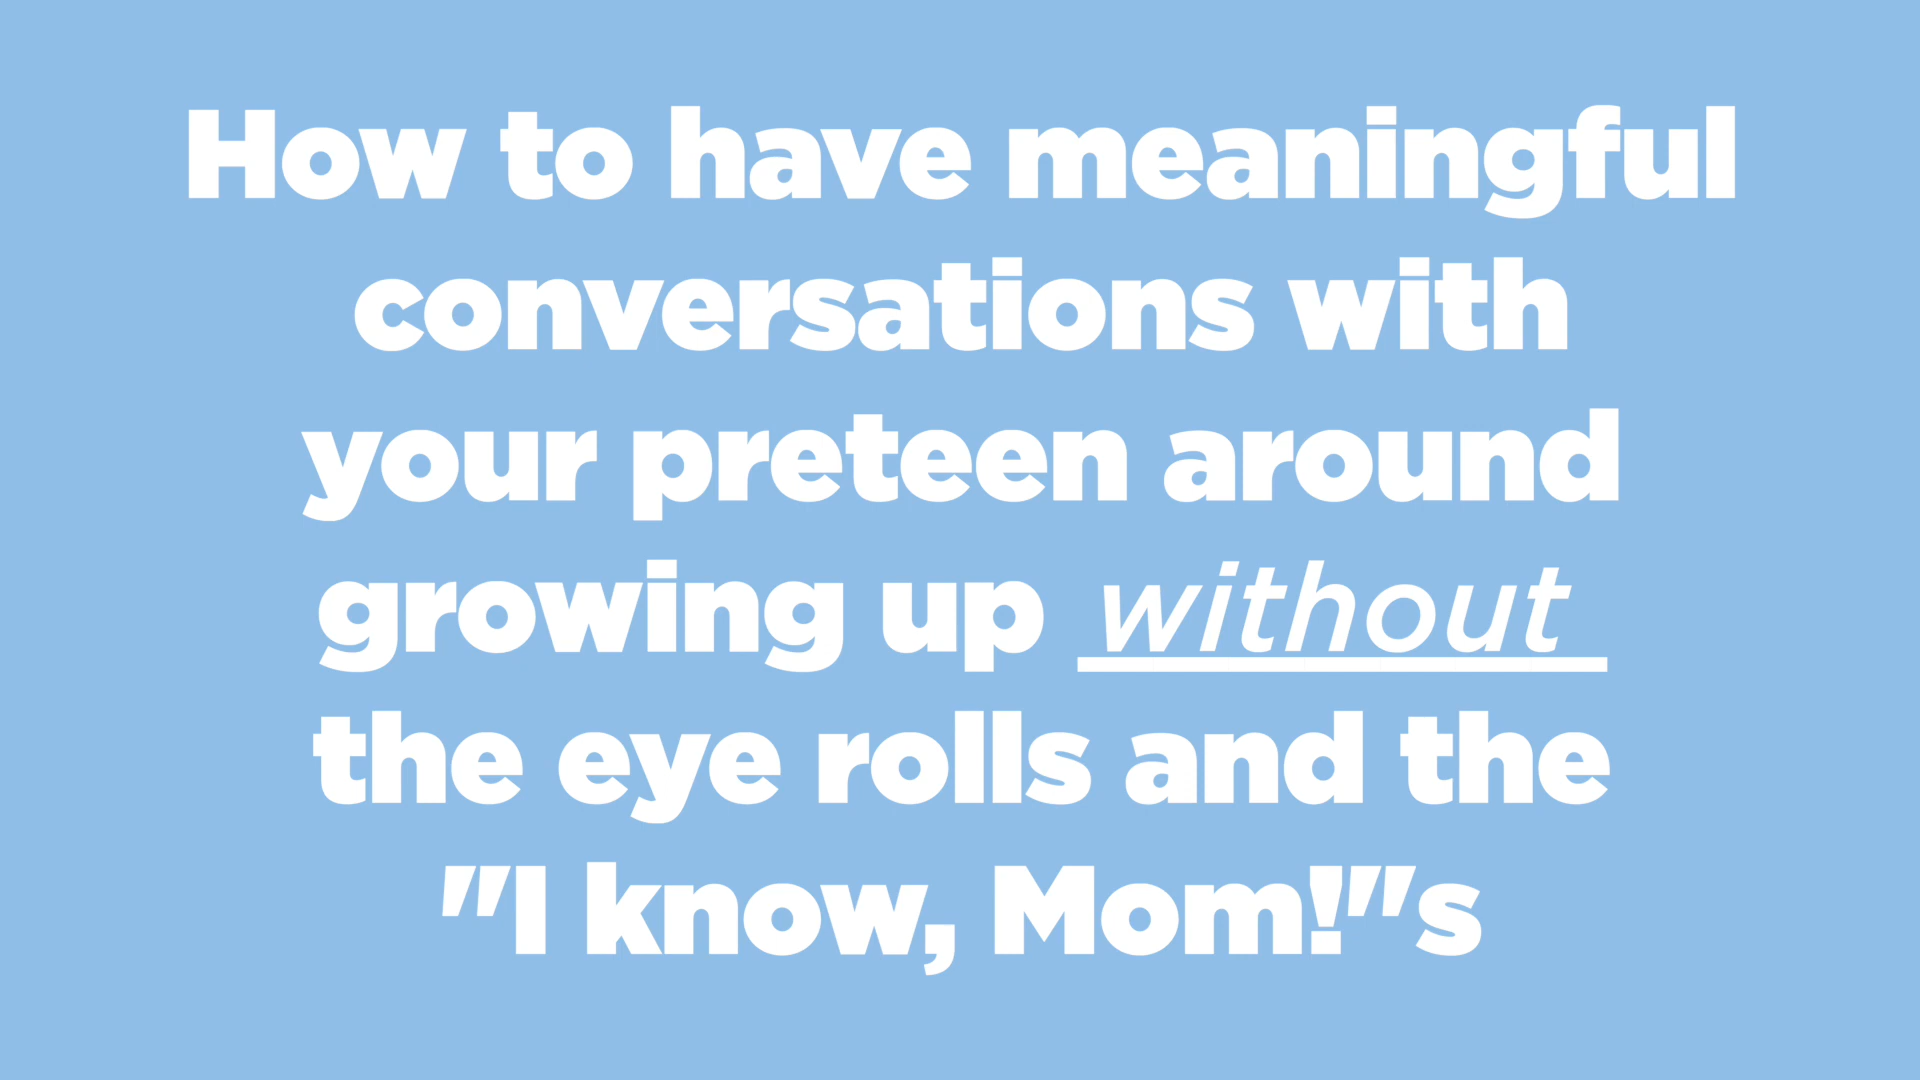 How to have meaningful
conversations with
your preteen around
growing up without
the eye rolls and the
"I know, Mom!"s